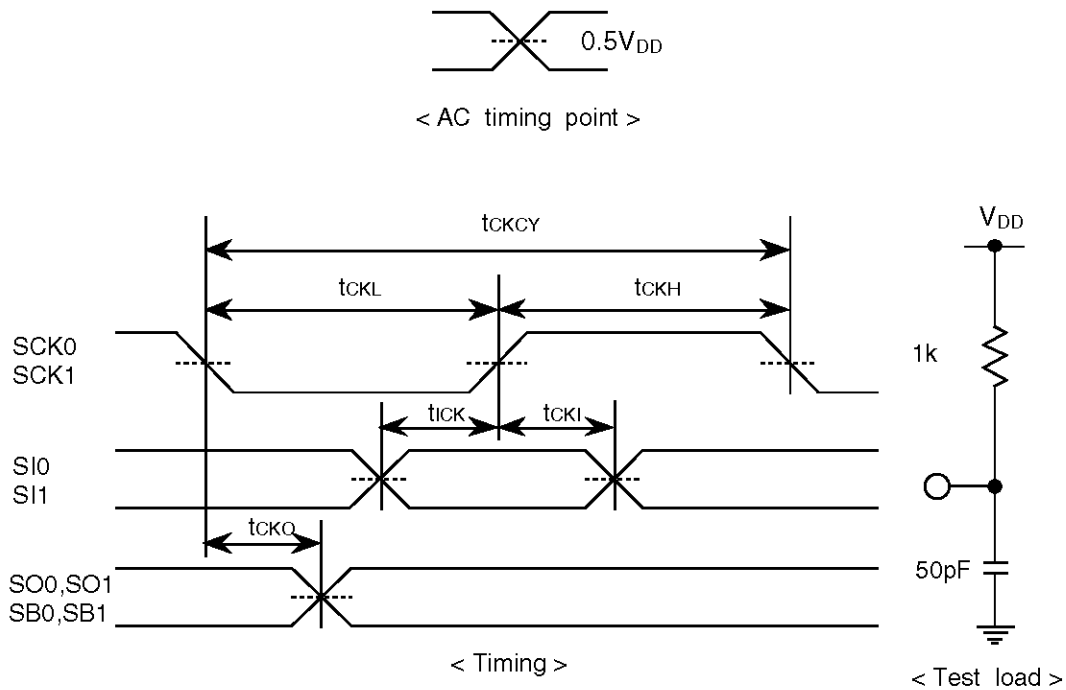 0.5VDD
< AC timing point >
tCKCY
VDD
tCKL
tCKH
SCK0
SCK1
1k
tICK
tCKI
SI0
SI1
tCKO
SO0,SO1
SB0,SB1
50pF
< Timing >
< Test load >